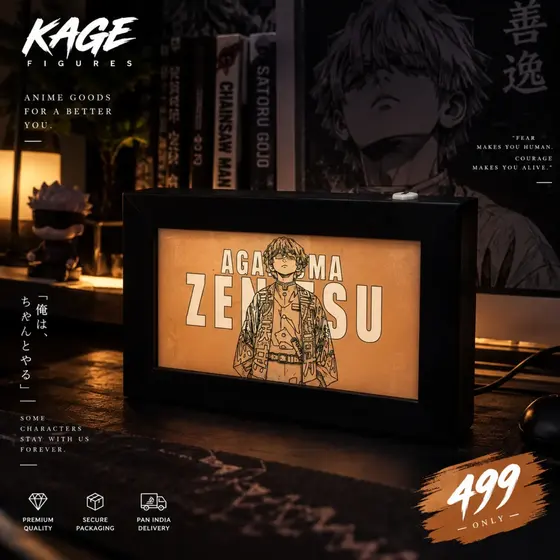 KAGE
FIGURES
ANIME GOODS
FOR A BETTER
YOU.
善逸
"FEAR
MAKES YOU HUMAN.
COURAGE
MAKES YOU ALIVE."
CHAINSAW MAN
SATORU GOJO
AGA MA
ZEN TSU
「俺は、
ちゃんとやる」
SOME
CHARACTERS
STAY WITH US
FOREVER.
PREMIUM
QUALITY
SECURE
PACKAGING
PAN INDIA
DELIVERY
499
ONLY